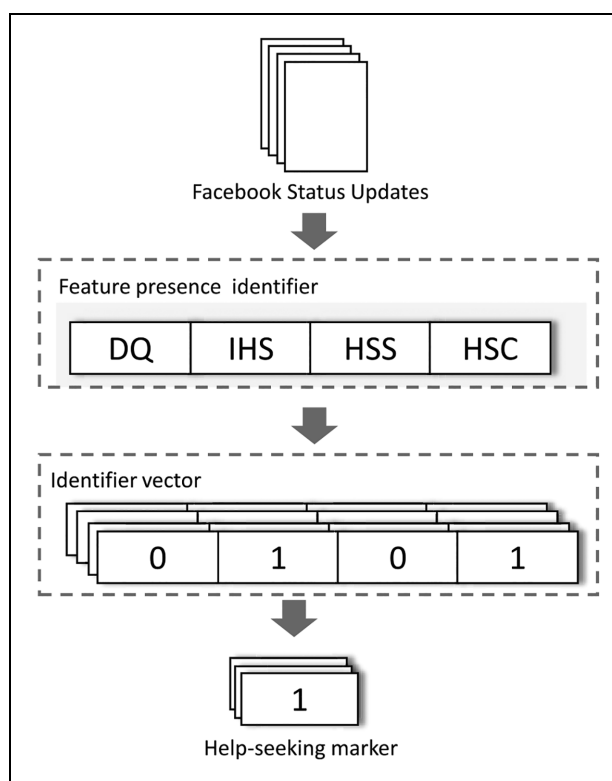 Facebook Status Updates
Feature presence identifier
DQ IHS HSS HSC
Identifier vector
0 1 0 1
1
Help-seeking marker